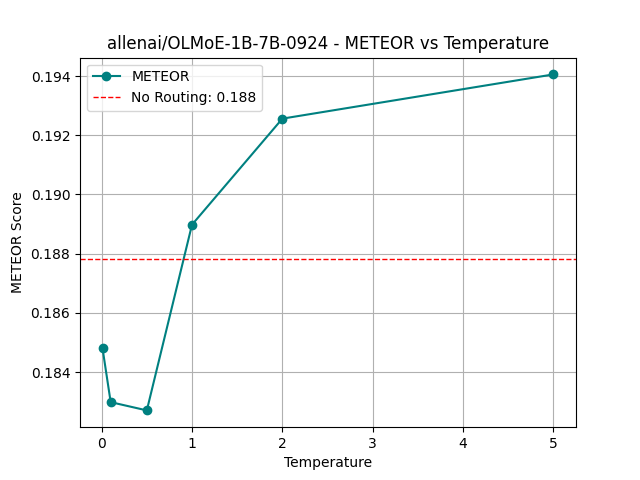 allenai/OLMoE-1B-7B-0924 - METEOR vs Temperature
METEOR
No Routing: 0.188
METEOR Score
0.194
0.192
0.190
0.188
0.186
0.184
0 1 2 3 4 5
Temperature